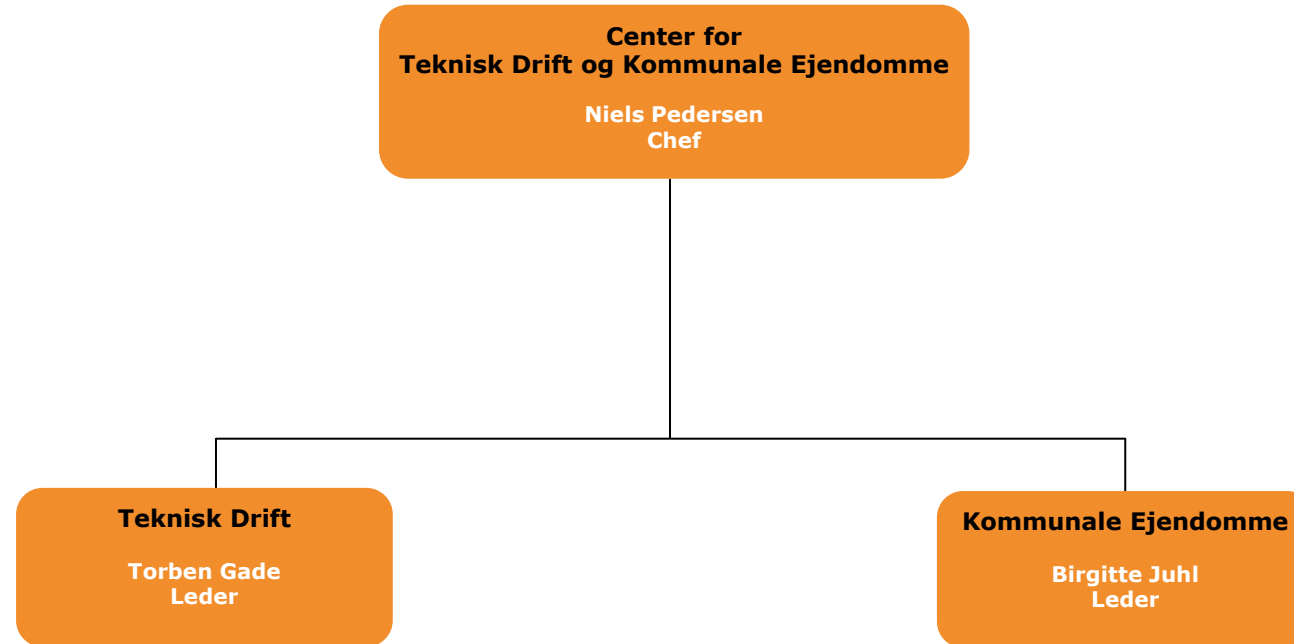 Center for
Teknisk Drift og Kommunale Ejendomme
Niels Pedersen
Chef
Teknisk Drift
Torben Gade
Leder
Kommunale Ejendomme
Birgitte Juhl
Leder